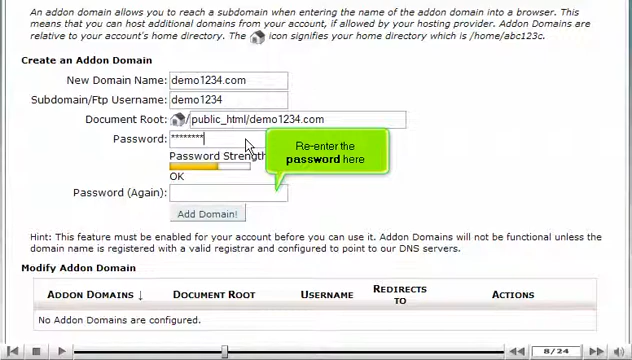 An addon domain allows you to reach a subdomain when entering the name of the addon domain into a browser. This
means that you can host additional domains from your account, if allowed by your hosting provider. Addon Domains are
relative to your account's home directory. The icon signifies your home directory which is /home/abc123c.
Create an Addon Domain
New Domain Name: demo1234.com
Subdomain/Ftp Username: demo1234
Document Root: / public_html/demo1234.com
Password: ********
Re-enter the
password here
Password Strength
OK
Password (Again):
Add Domain!
Hint: This feature must be enabled for your account before you can use it. Addon Domains will not be functional unless the
domain name is registered with a valid registrar and configured to point to our DNS servers.
Modify Addon Domain
ADDON DOMAINS ↓ DOCUMENT ROOT USERNAME REDIRECTS TO ACTIONS
No Addon Domains are configured.
8/24